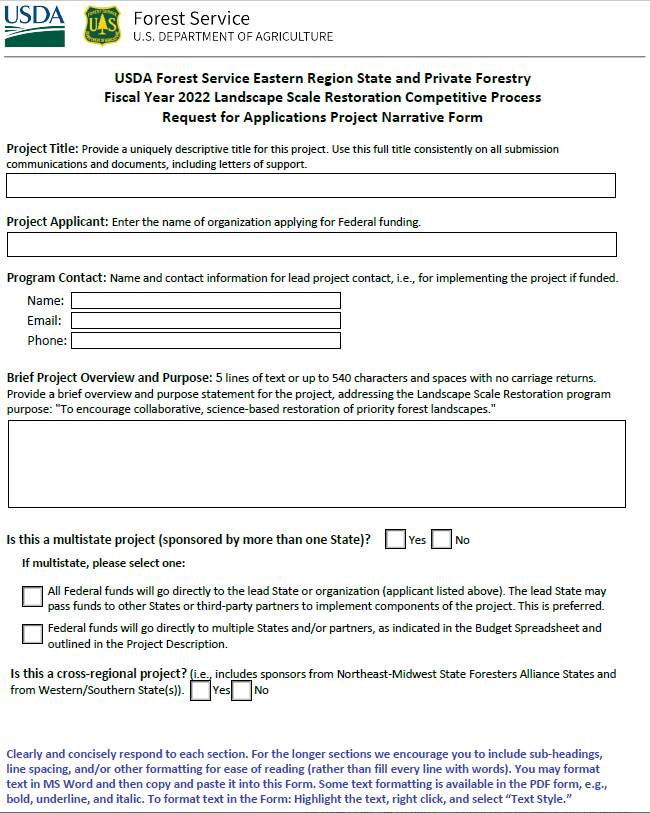 USDA
FOREST SERVICE
UAS
DEPARTMENT OF AGRICULTURE
Forest Service
U.S. DEPARTMENT OF AGRICULTURE
USDA Forest Service Eastern Region State and Private Forestry
Fiscal Year 2022 Landscape Scale Restoration Competitive Process
Request for Applications Project Narrative Form
Project Title: Provide a uniquely descriptive title for this project. Use this full title consistently on all submission
communications and documents, including letters of support.
Project Applicant: Enter the name of organization applying for Federal funding.
Program Contact: Name and contact information for lead project contact, i.e., for implementing the project if funded.
Name:
Email:
Phone:
Brief Project Overview and Purpose: 5 lines of text or up to 540 characters and spaces with no carriage returns.
Provide a brief overview and purpose statement for the project, addressing the Landscape Scale Restoration program
purpose: "To encourage collaborative, science-based restoration of priority forest landscapes."
Is this a multistate project (sponsored by more than one State)? Yes No
If multistate, please select one:
All Federal funds will go directly to the lead State or organization (applicant listed above). The lead State may
pass funds to other States or third-party partners to implement components of the project. This is preferred.
Federal funds will go directly to multiple States and/or partners, as indicated in the Budget Spreadsheet and
outlined in the Project Description.
Is this a cross-regional project? (i.e., includes sponsors from Northeast-Midwest State Foresters Alliance States and
from Western/Southern State(s)). Yes No
Clearly and concisely respond to each section. For the longer sections we encourage you to include sub-headings,
line spacing, and/or other formatting for ease of reading (rather than fill every line with words). You may format
text in MS Word and then copy and paste it into this Form. Some text formatting is available in the PDF form, e.g.,
bold, underline, and italic. To format text in the Form: Highlight the text, right click, and select “Text Style.”